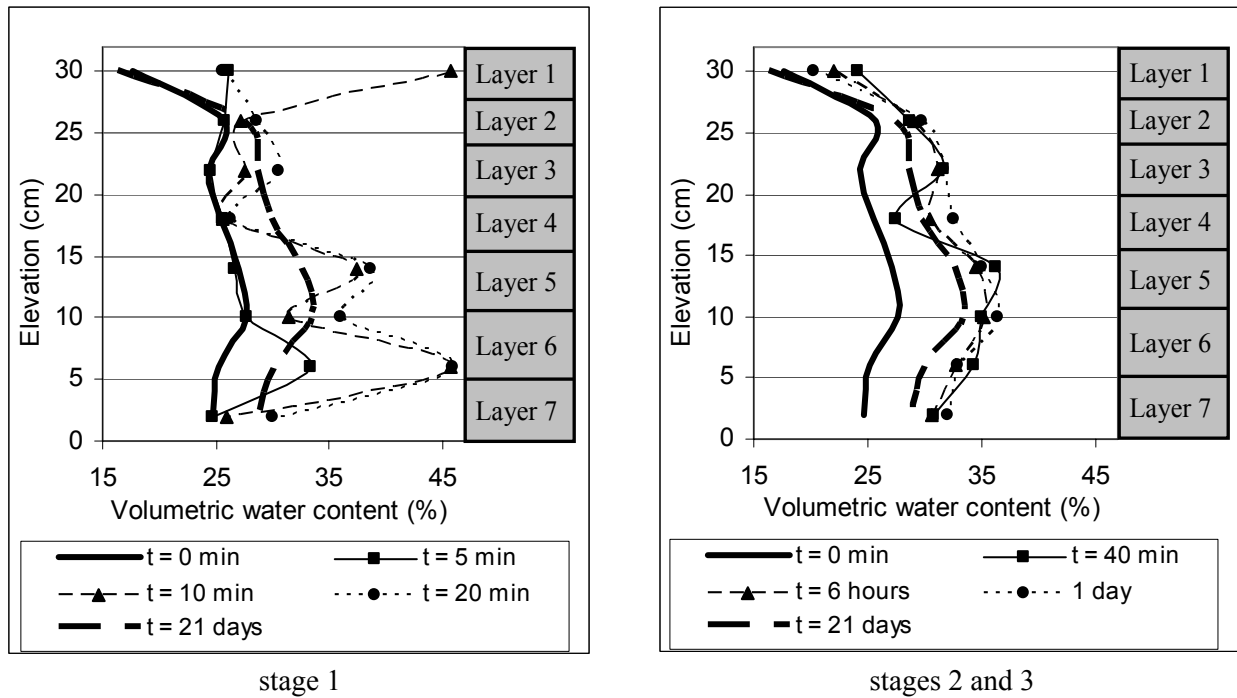 30
25
20
15
10
5
0
Elevation (cm)
Layer 1
Layer 2
Layer 3
Layer 4
Layer 5
Layer 6
Layer 7
15 25 35 45
Volumetric water content (%)
t = 0 min t = 5 min
t = 10 min t = 20 min
t = 21 days
stage 1
30
25
20
15
10
5
0
Elevation (cm)
Layer 1
Layer 2
Layer 3
Layer 4
Layer 5
Layer 6
Layer 7
15 25 35 45
Volumetric water content (%)
t = 0 min t = 40 min
t = 6 hours 1 day
t = 21 days
stages 2 and 3